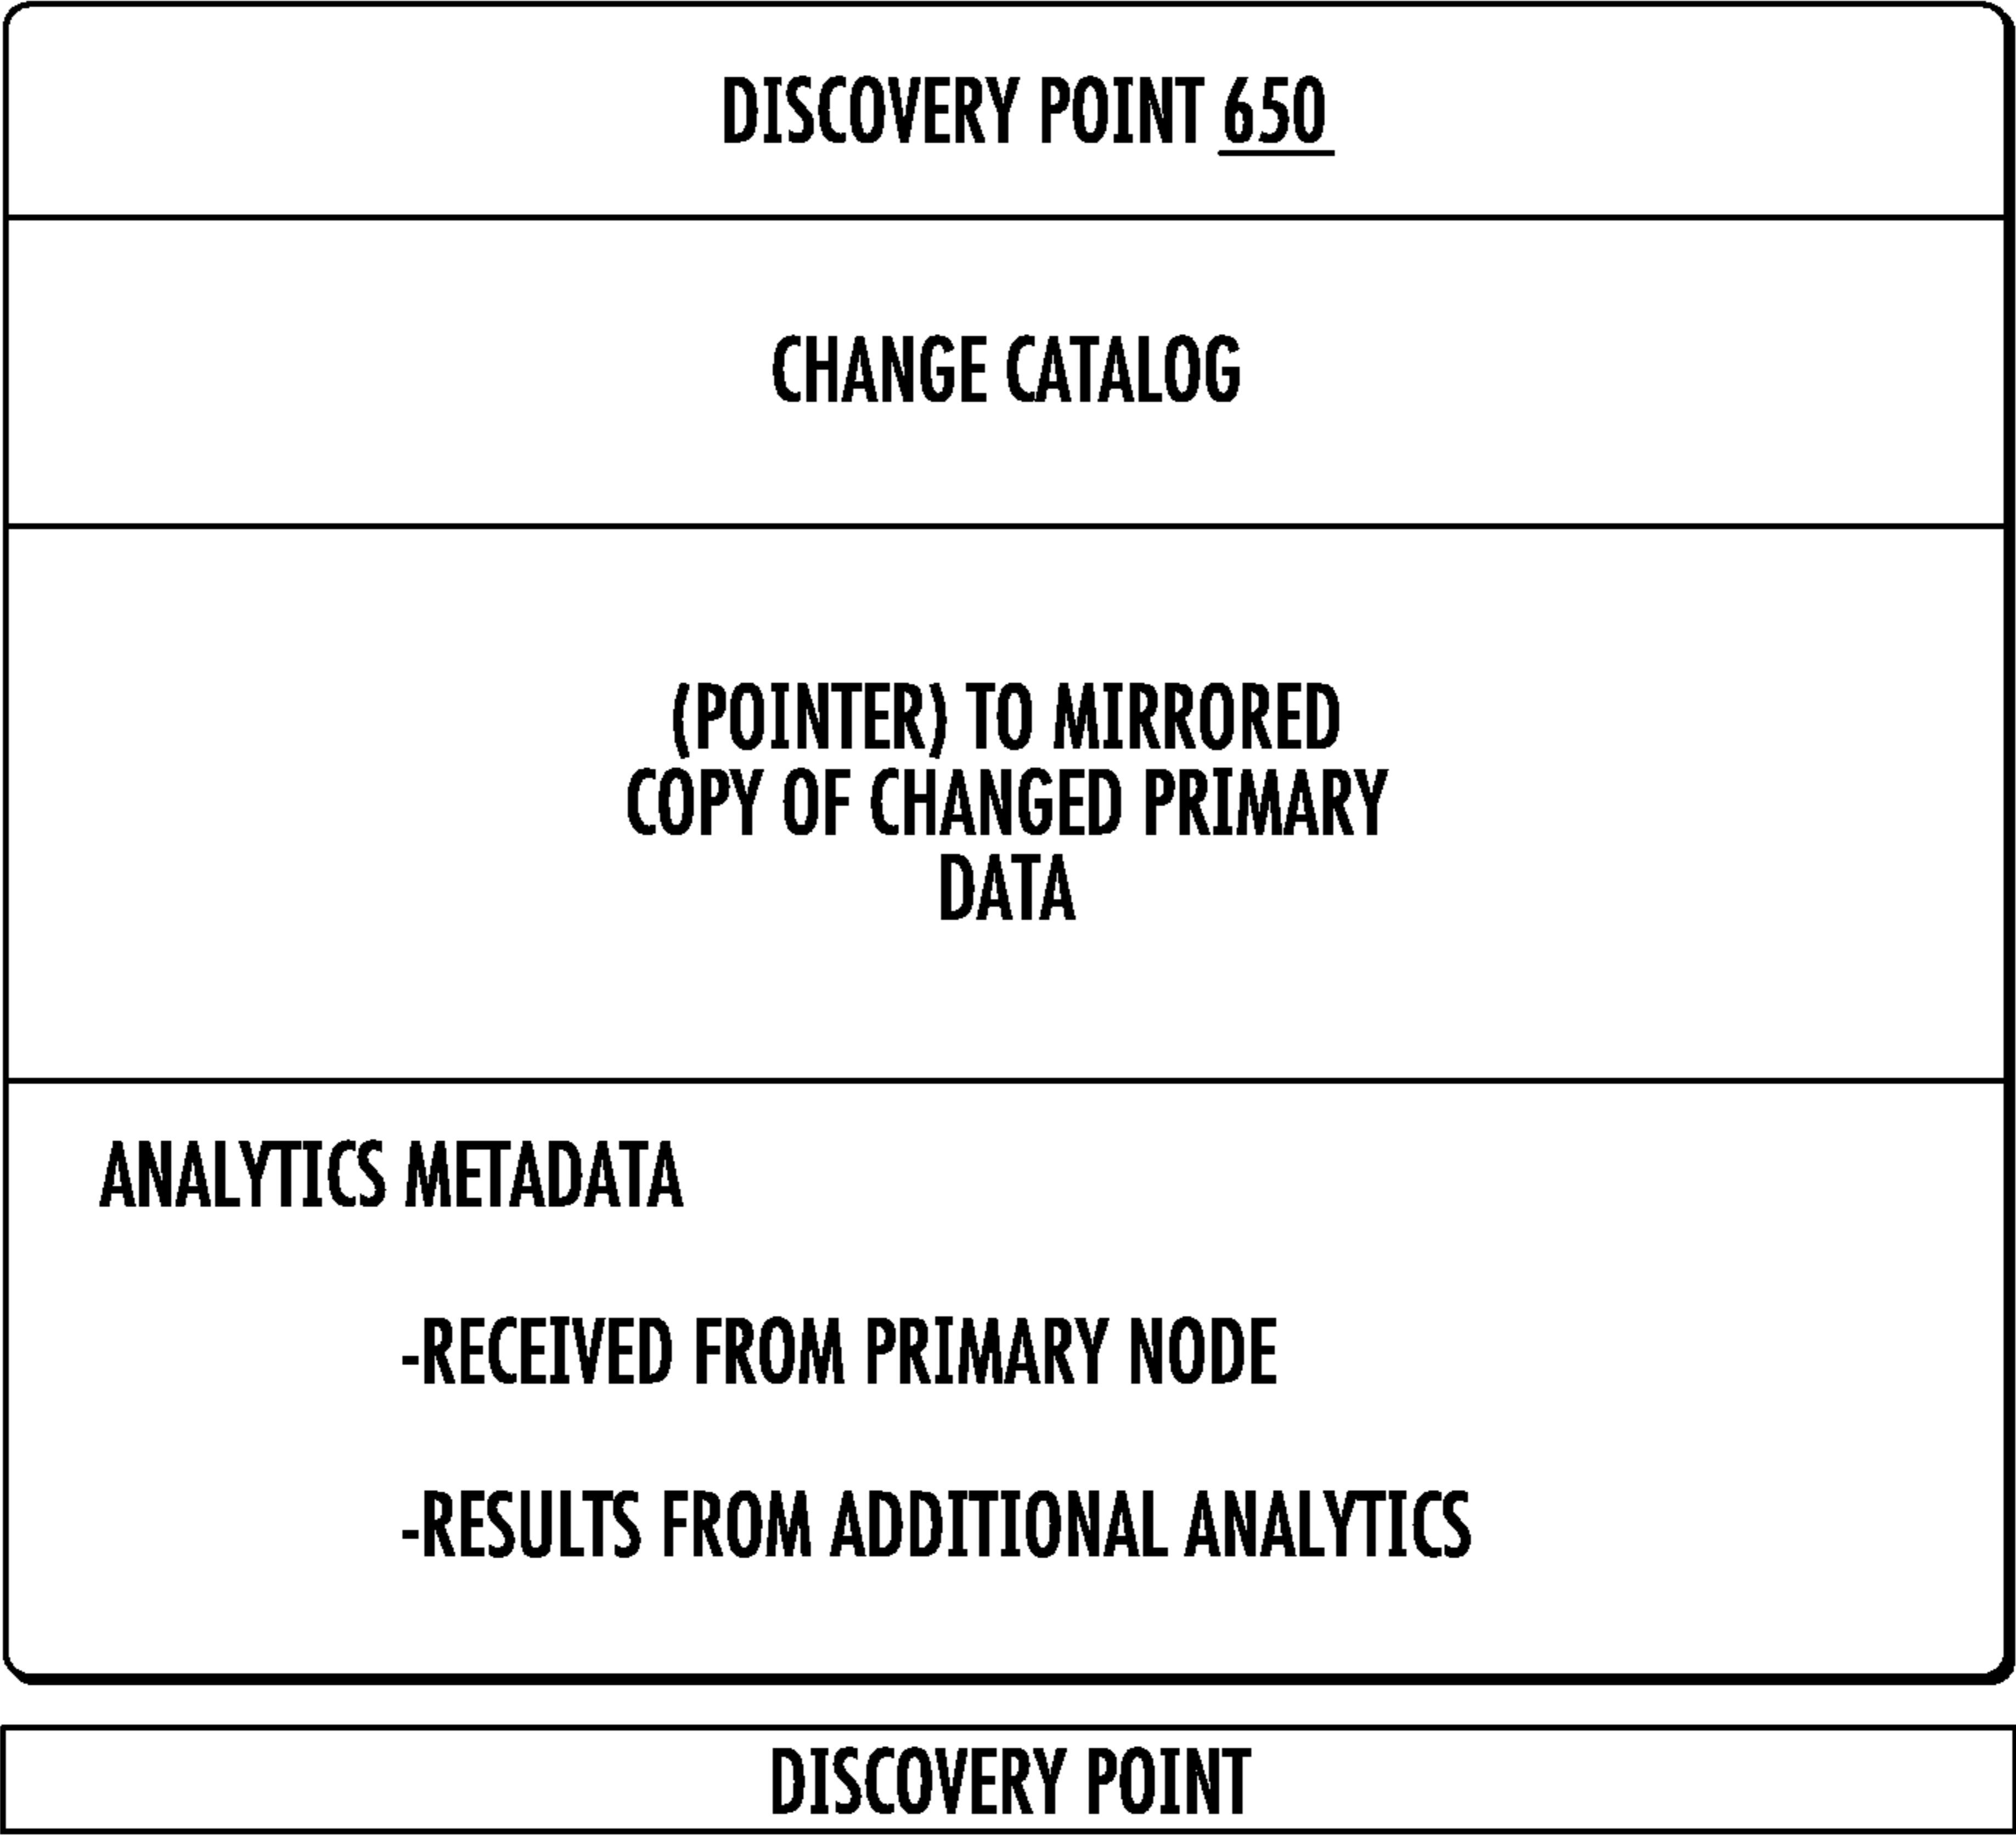 DISCOVERY POINT 650
CHANGE CATALOG
(POINTER) TO MIRRORED
COPY OF CHANGED PRIMARY
DATA
ANALYTICS METADATA
-RECEIVED FROM PRIMARY NODE
-RESULTS FROM ADDITIONAL ANALYTICS
DISCOVERY POINT